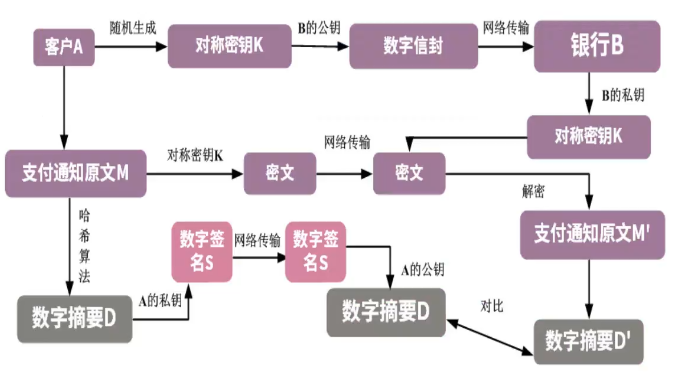 客户A
随机生成
对称密钥K
B的公钥
数字信封
网络传输
银行B
B的私钥
对称密钥K
支付通知原文M
对称密钥K
密文
网络传输
密文
解密
支付通知原文M'
哈
希
算
法
数字签
名S
网络传输
数字签
名S
A的公钥
数字摘要D
A的私钥
数字摘要D
对比
数字摘要D'